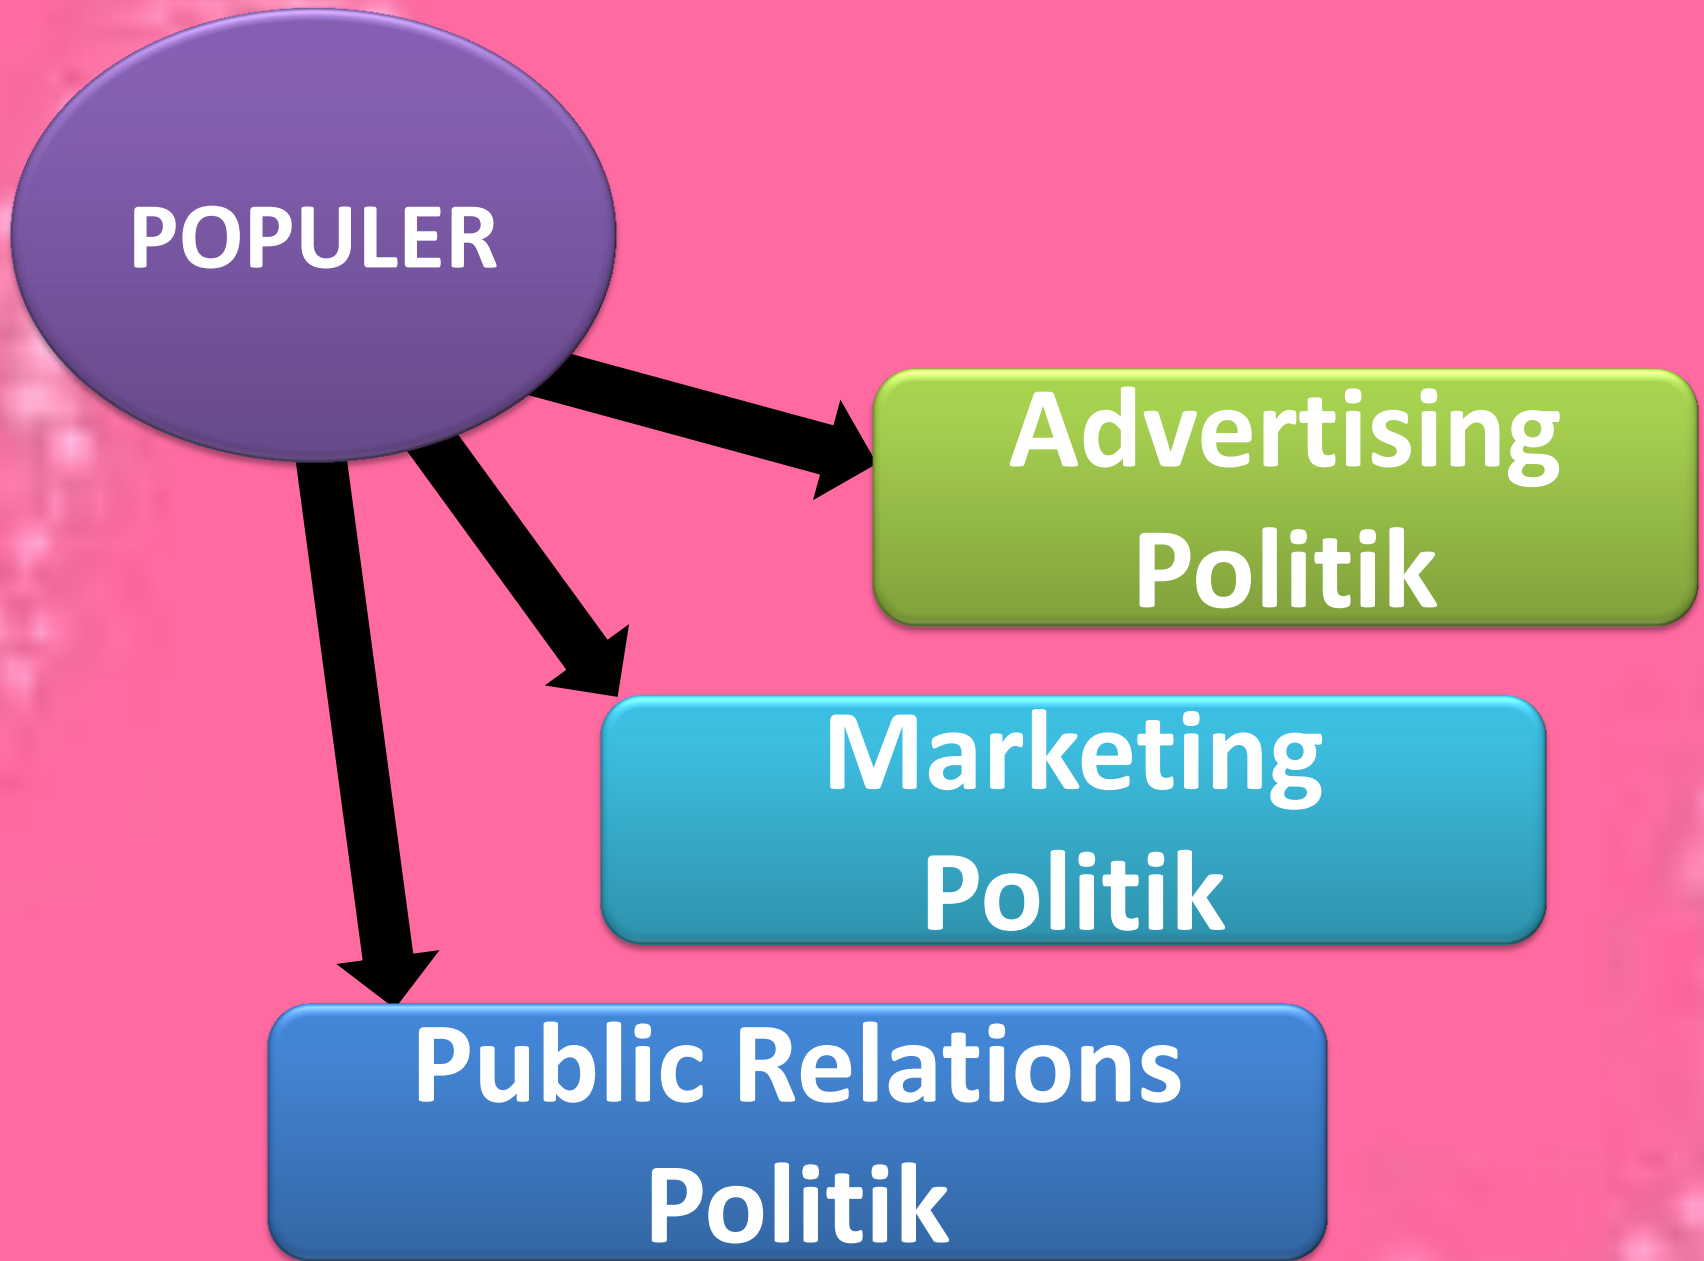 POPULER
Advertising
Politik
Marketing
Politik
Public Relations
Politik